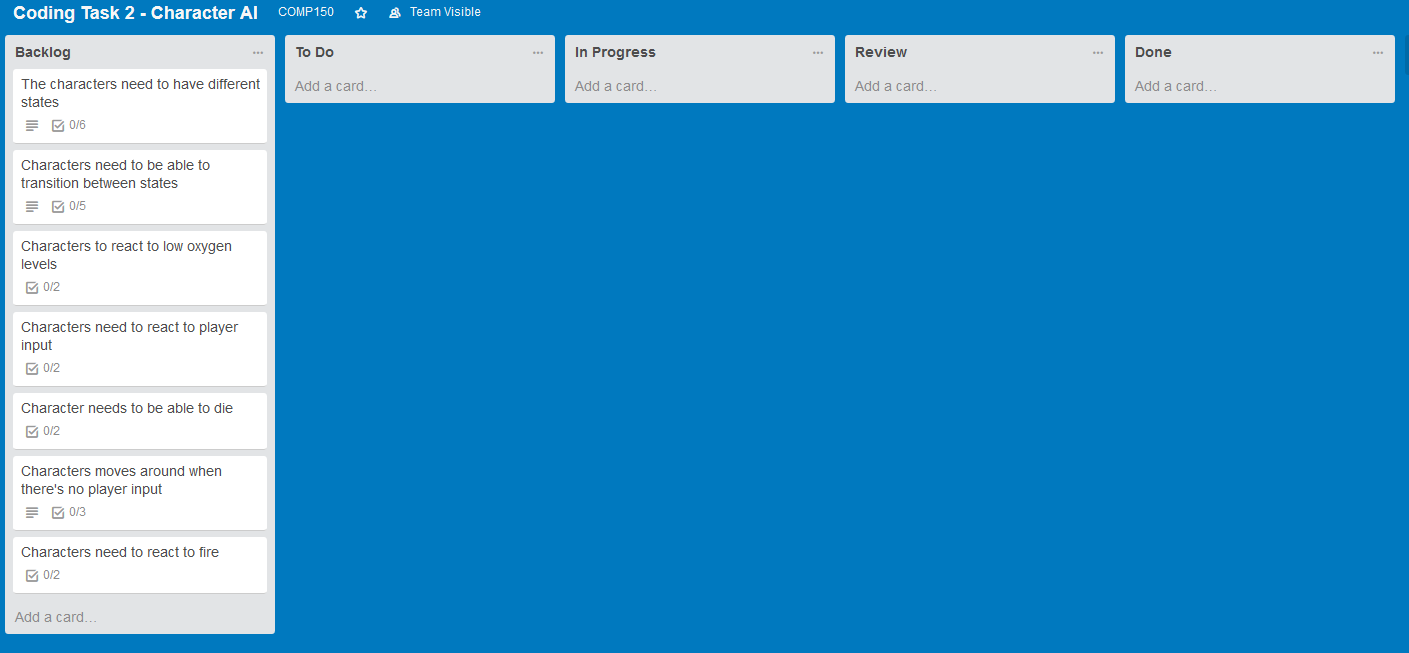 Coding Task 2 - Character AI COMP150 Team Visible
Backlog
The characters need to have different
states
0/6
Characters need to be able to
transition between states
0/5
Characters to react to low oxygen
levels
0/2
Characters need to react to player
input
0/2
Character needs to be able to die
0/2
Characters moves around when
there's no player input
0/3
Characters need to react to fire
0/2
Add a card…
To Do
Add a card…
In Progress
Add a card…
Review
Add a card…
Done
Add a card…